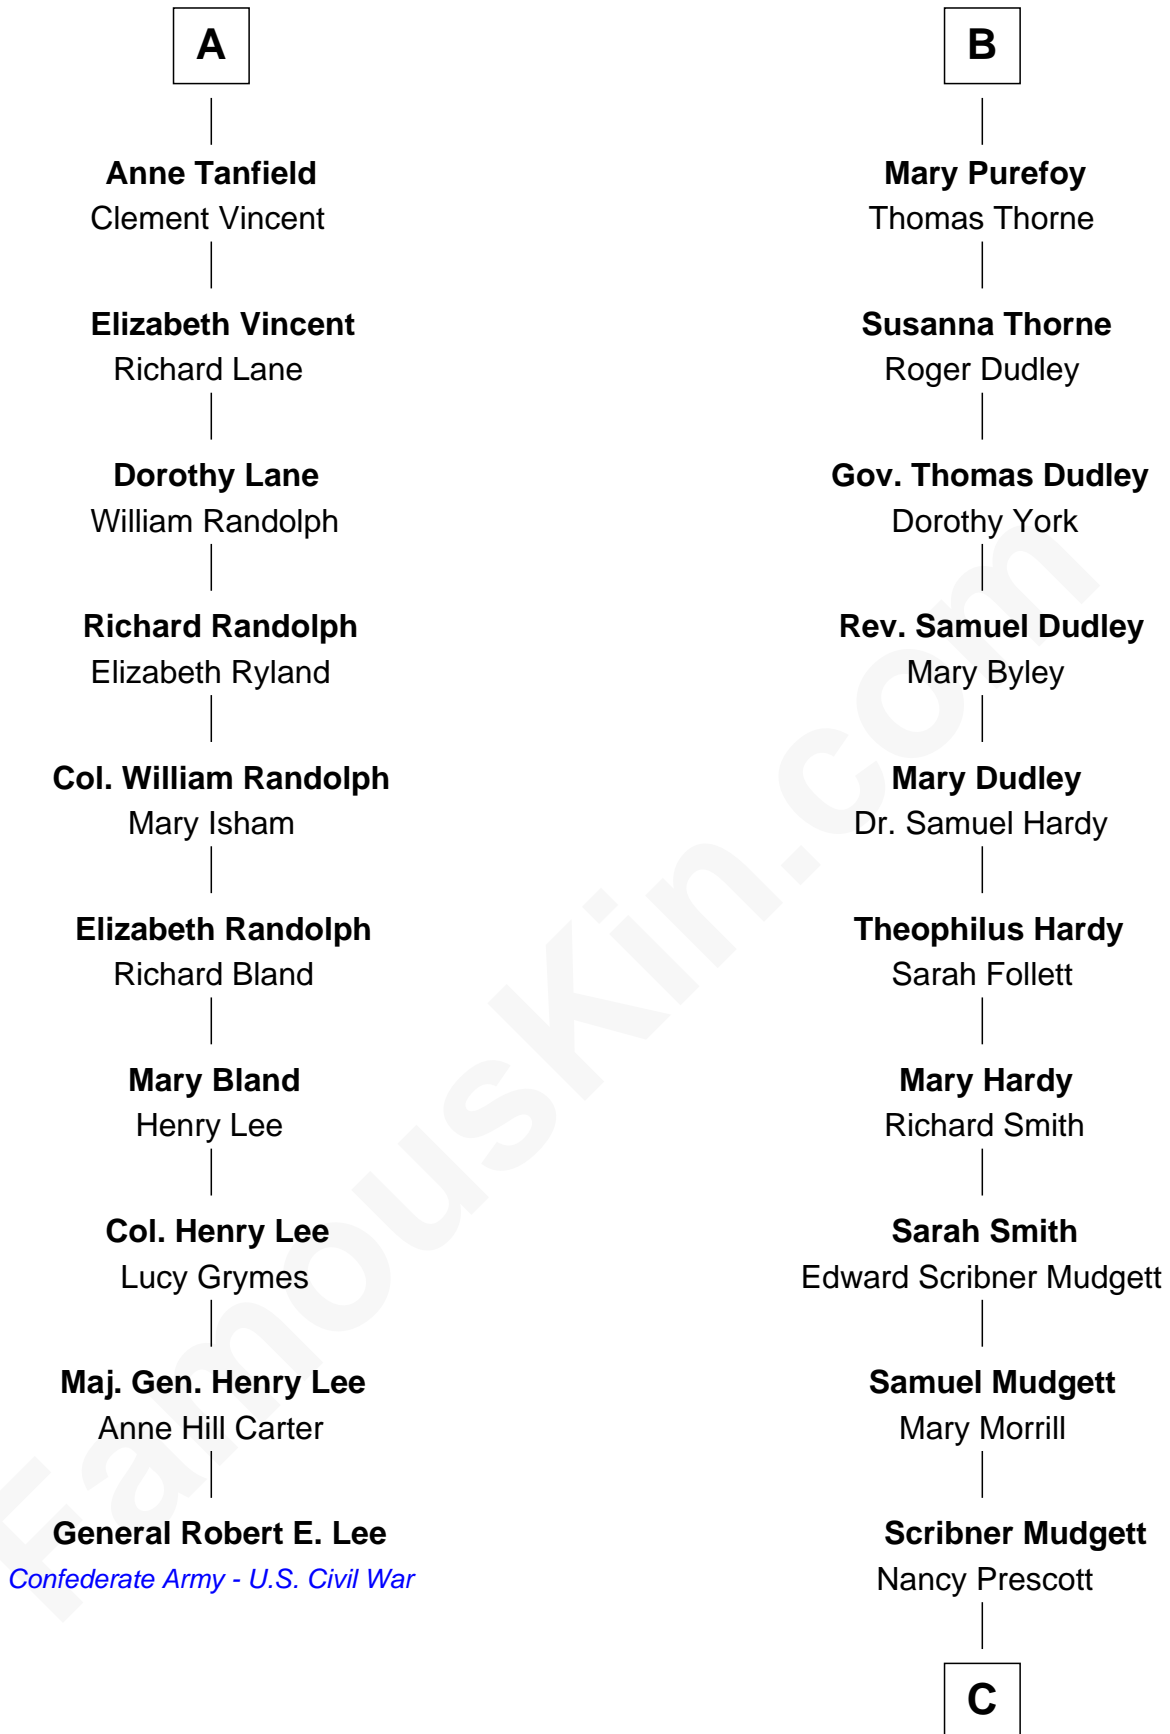 A
Anne Tanfield
Clement Vincent
Elizabeth Vincent
Richard Lane
Dorothy Lane
William Randolph
Richard Randolph
Elizabeth Ryland
Col. William Randolph
Mary Isham
Elizabeth Randolph
Richard Bland
Mary Bland
Henry Lee
Col. Henry Lee
Lucy Grymes
Maj. Gen. Henry Lee
Anne Hill Carter
General Robert E. Lee
Confederate Army - U.S. Civil War
B
Mary Purefoy
Thomas Thorne
Susanna Thorne
Roger Dudley
Gov. Thomas Dudley
Dorothy York
Rev. Samuel Dudley
Mary Byley
Mary Dudley
Dr. Samuel Hardy
Theophilus Hardy
Sarah Follett
Mary Hardy
Richard Smith
Sarah Smith
Edward Scribner Mudgett
Samuel Mudgett
Mary Morrill
Scribner Mudgett
Nancy Prescott
C
FamousKin.com